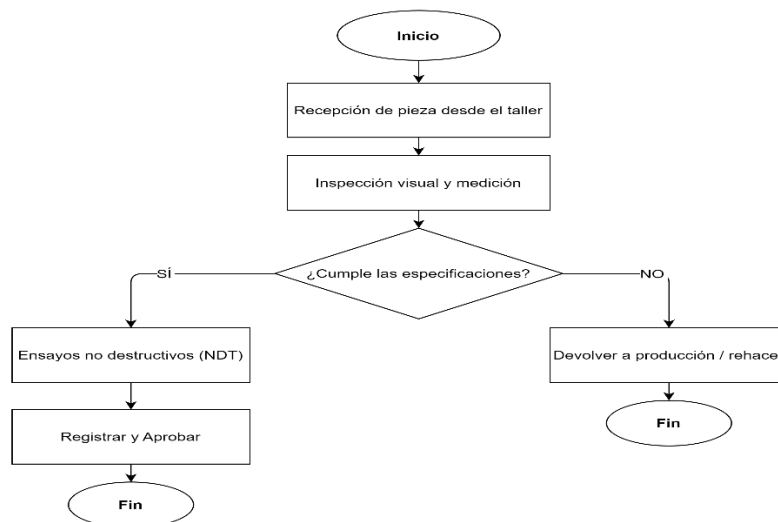 Inicio
Recepción de pieza desde el taller
Inspección visual y medición
¿Cumple las especificaciones?
SÍ
NO
Ensayos no destructivos (NDT)
Devolver a producción / rehace
Registrar y Aprobar
Fin
Fin